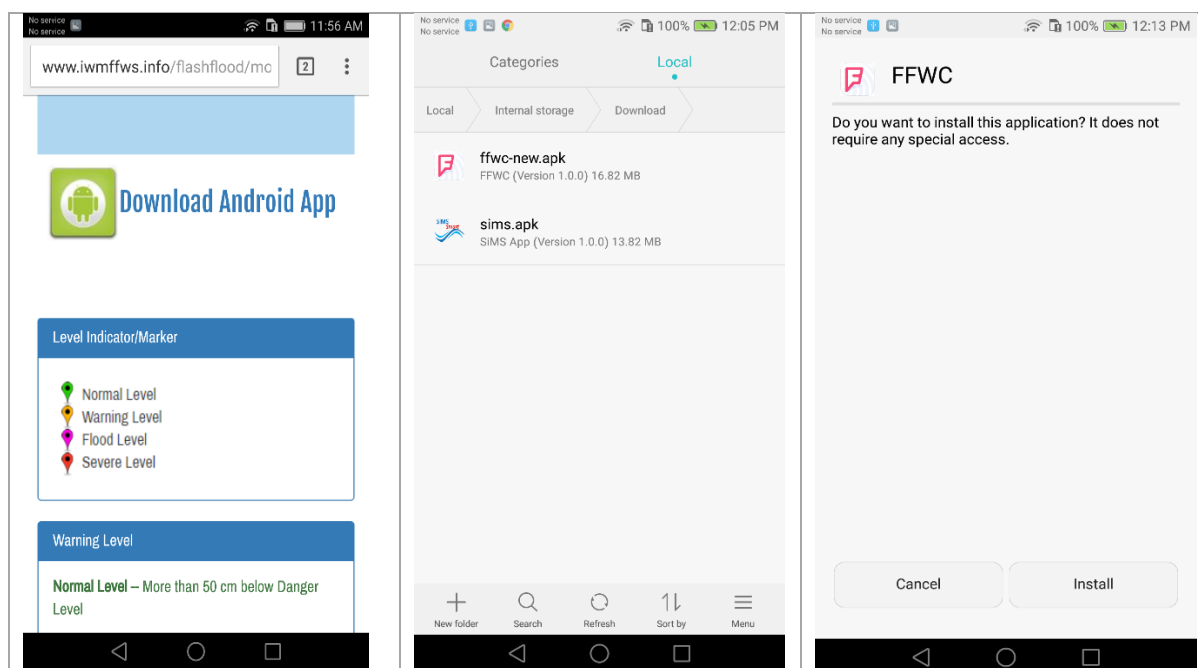 No service
No service
11:56 AM
www.iwmffws.info/flashflood/mo
2
Download Android App
Level Indicator/Marker
Normal Level
Warning Level
Flood Level
Severe Level
Warning Level
Normal Level – More than 50 cm below Danger
Level
No service
No service
100%
12:05 PM
Categories
Local
Local
Internal storage
Download
ffwc-new.apk
FFWC (Version 1.0.0) 16.82 MB
SiMS
sims.apk
SiMS App (Version 1.0.0) 13.82 MB
New folder
Search
Refresh
Sort by
Menu
No service
No service
100%
12:13 PM
FFWC
Do you want to install this application? It does not
require any special access.
Cancel
Install